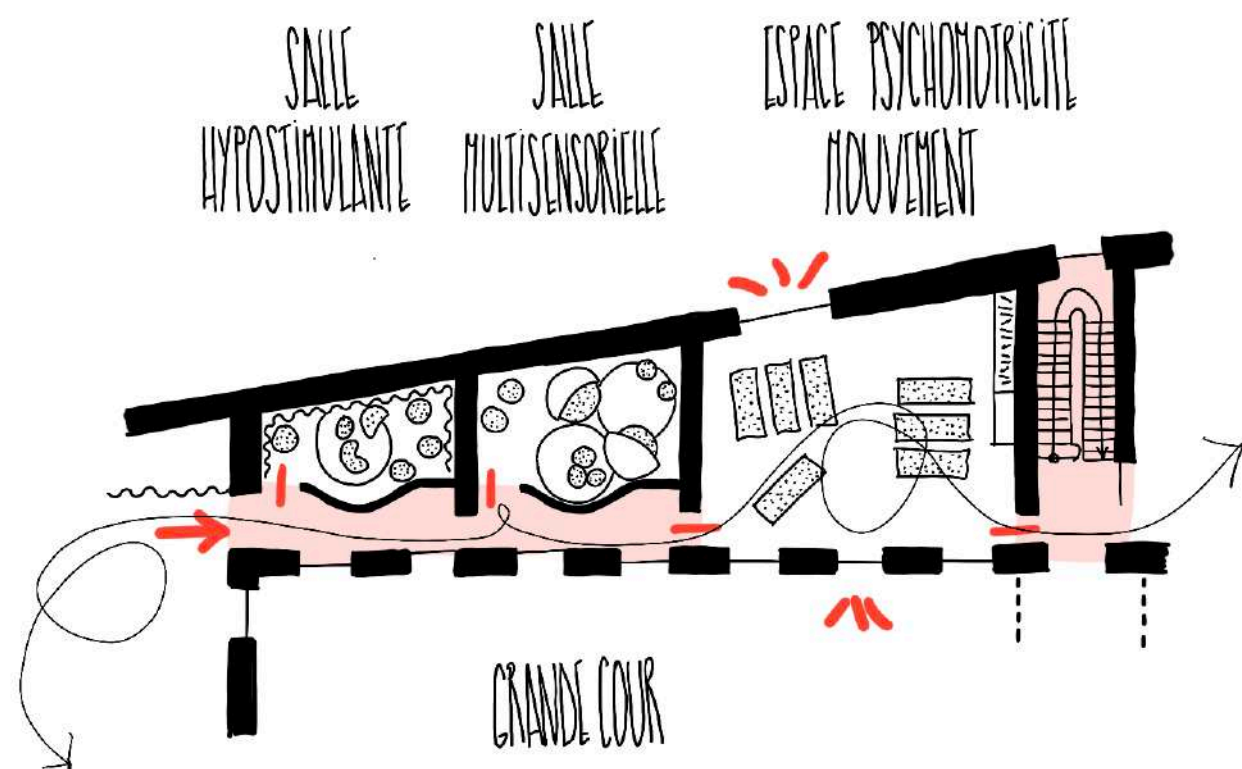 SALLE
HYPOSTIMULANTE
SALLE
MULTISENSORIELLE
ESPACE PSYCHOMOTRICITE
MOUVEMENT
GRANDE COUR